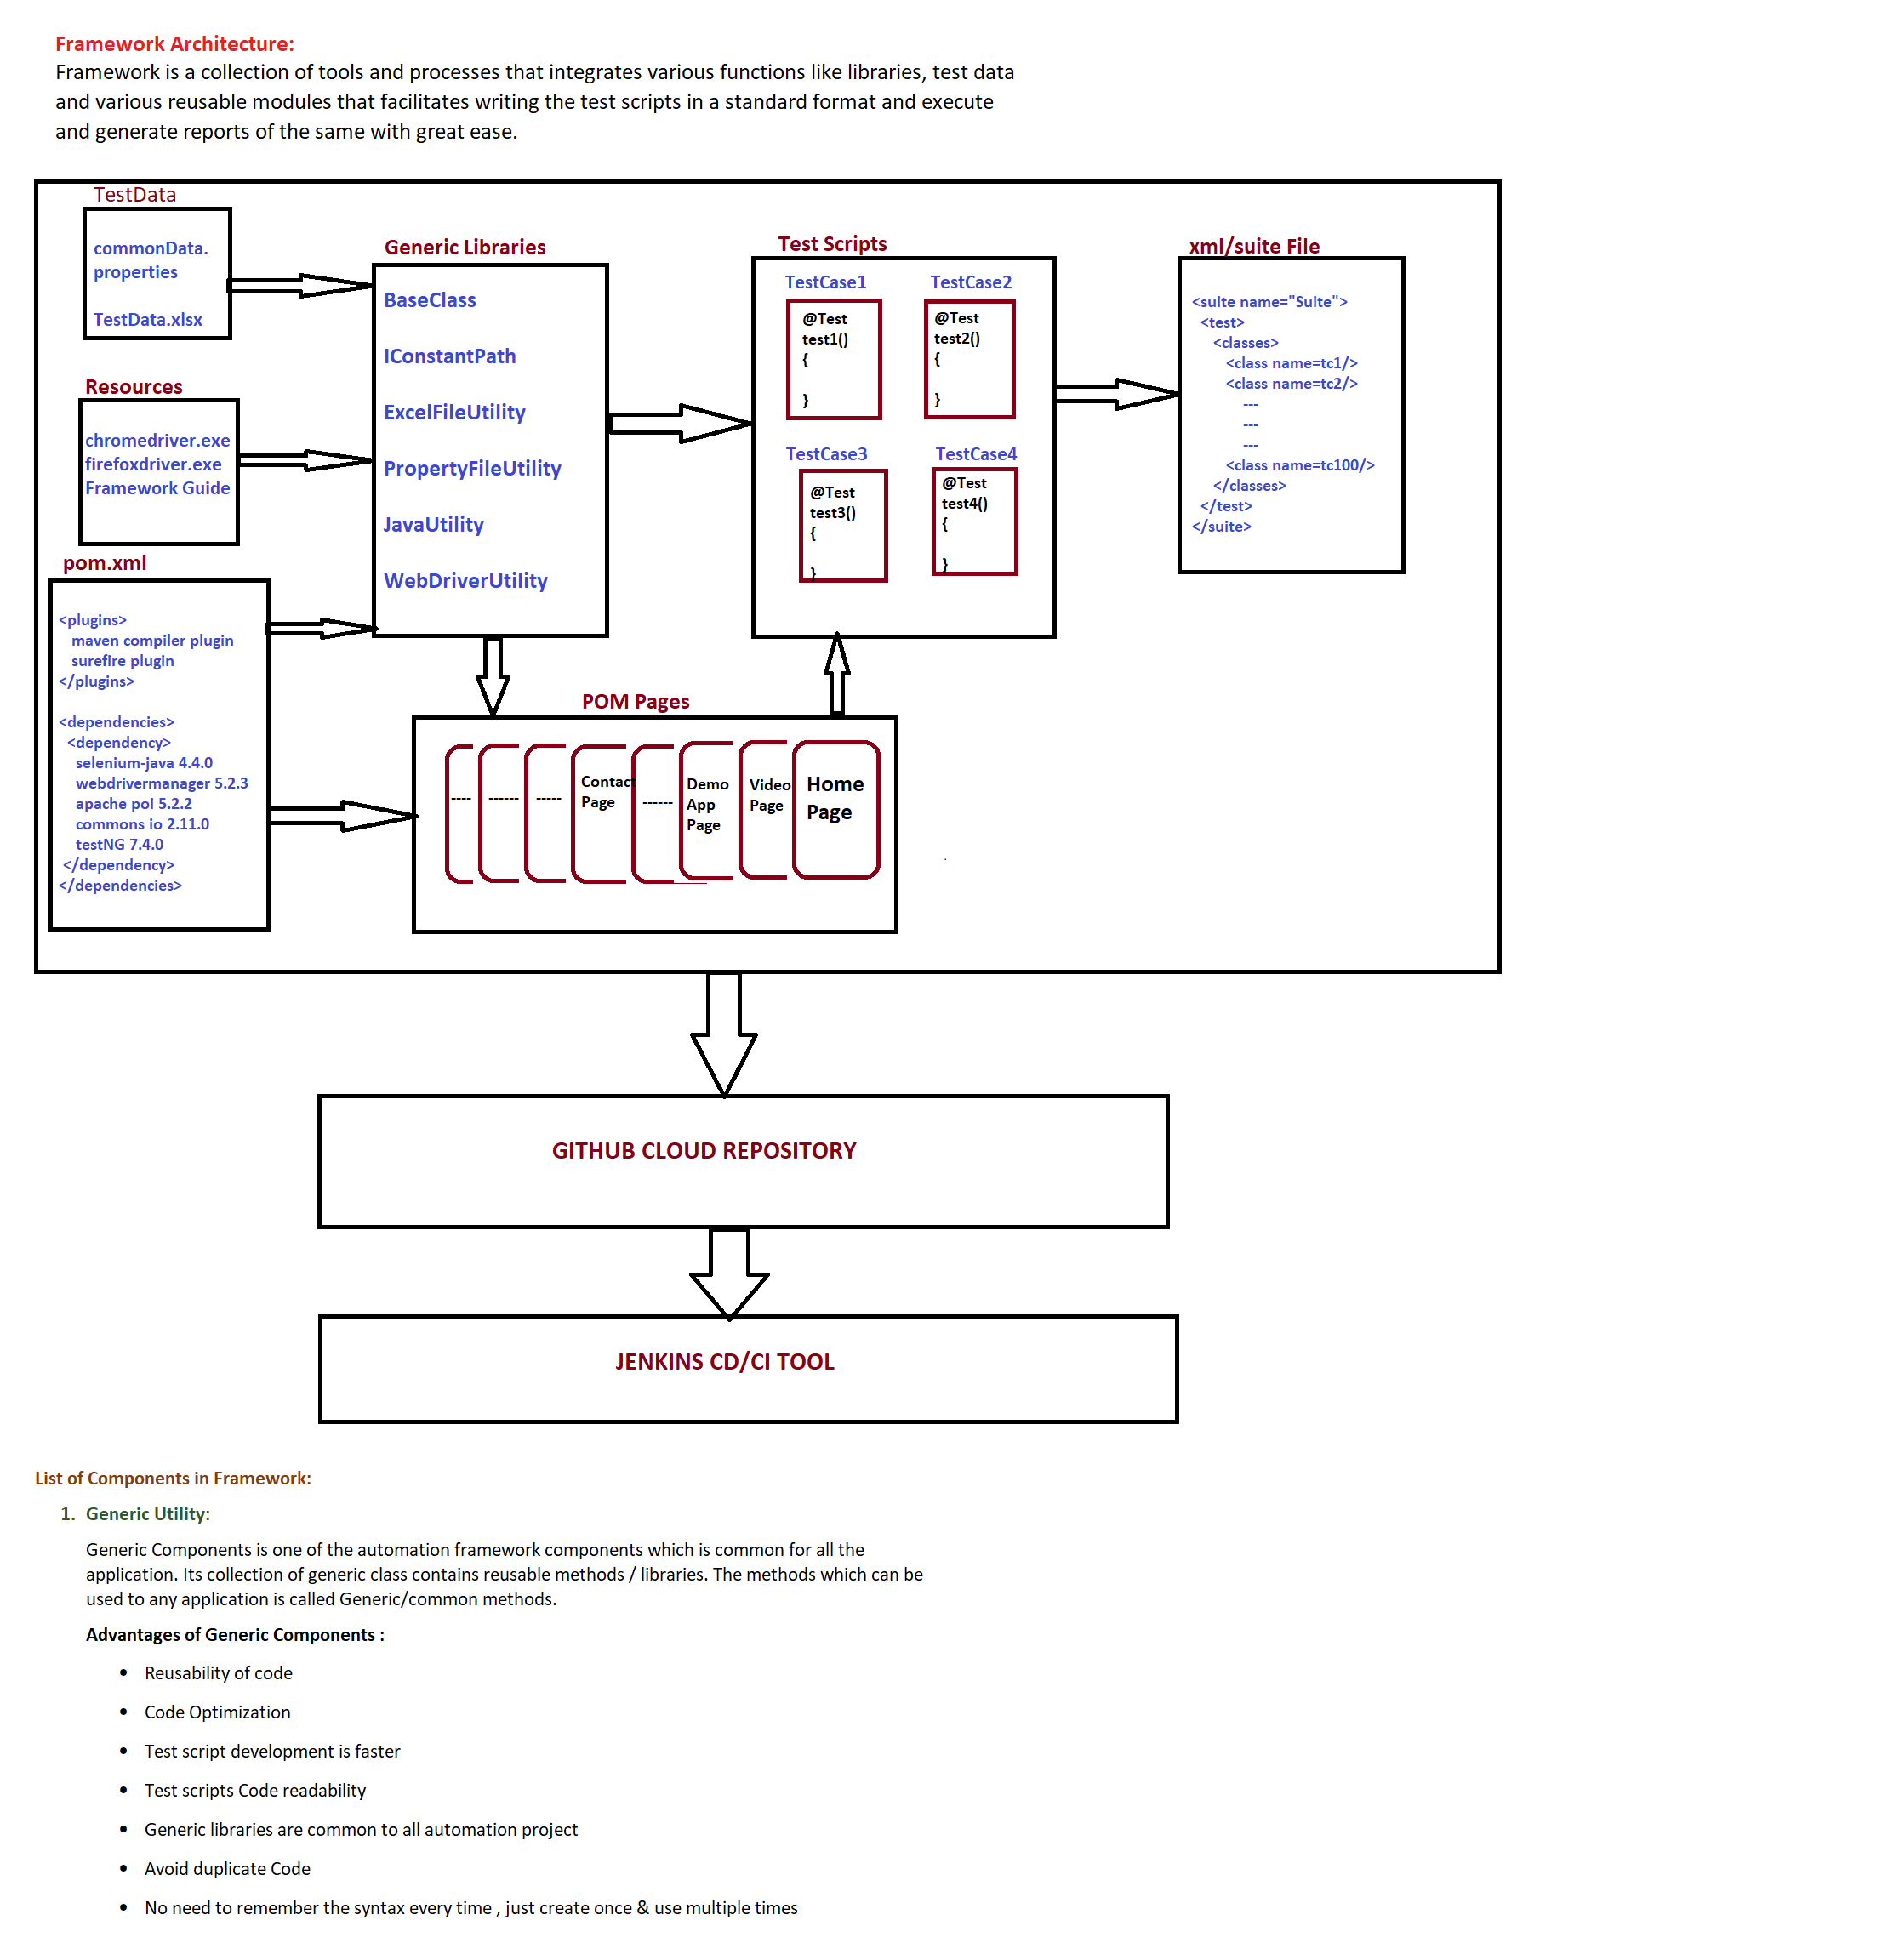 Framework Architecture:
Framework is a collection of tools and processes that integrates various functions like libraries, test data
and various reusable modules that facilitates writing the test scripts in a standard format and execute
and generate reports of the same with great ease.
TestData
commonData.
properties
TestData.xlsx
Resources
chromedriver.exe
firefoxdriver.exe
Framework Guide
pom.xml
<plugins>
maven compiler plugin
surefire plugin
</plugins>
<dependencies>
<dependency>
selenium-java 4.4.0
webdrivermanager 5.2.3
apache poi 5.2.2
commons io 2.11.0
testNG 7.4.0
</dependency>
</dependencies>
Generic Libraries
BaseClass
IConstantPath
ExcelFileUtility
PropertyFileUtility
JavaUtility
WebDriverUtility
Test Scripts
TestCase1
@Test
test1()
{
}
TestCase2
@Test
test2()
{
}
TestCase3
@Test
test3()
{
}
TestCase4
@Test
test4()
{
}
xml/suite File
<suite name="Suite">
<test>
<classes>
<class name=tc1/>
<class name=tc2/>
---
---
---
<class name=tc100/>
</classes>
</test>
</suite>
POM Pages
----
------
-----
Contact
Page
------
Demo
App
Page
Video
Page
Home
Page
GITHUB CLOUD REPOSITORY
JENKINS CD/CI TOOL
List of Components in Framework:
1. Generic Utility:
Generic Components is one of the automation framework components which is common for all the
application. Its collection of generic class contains reusable methods / libraries. The methods which can be
used to any application is called Generic/common methods.
Advantages of Generic Components :
• Reusability of code
• Code Optimization
• Test script development is faster
• Test scripts Code readability
• Generic libraries are common to all automation project
• Avoid duplicate Code
• No need to remember the syntax every time , just create once & use multiple times